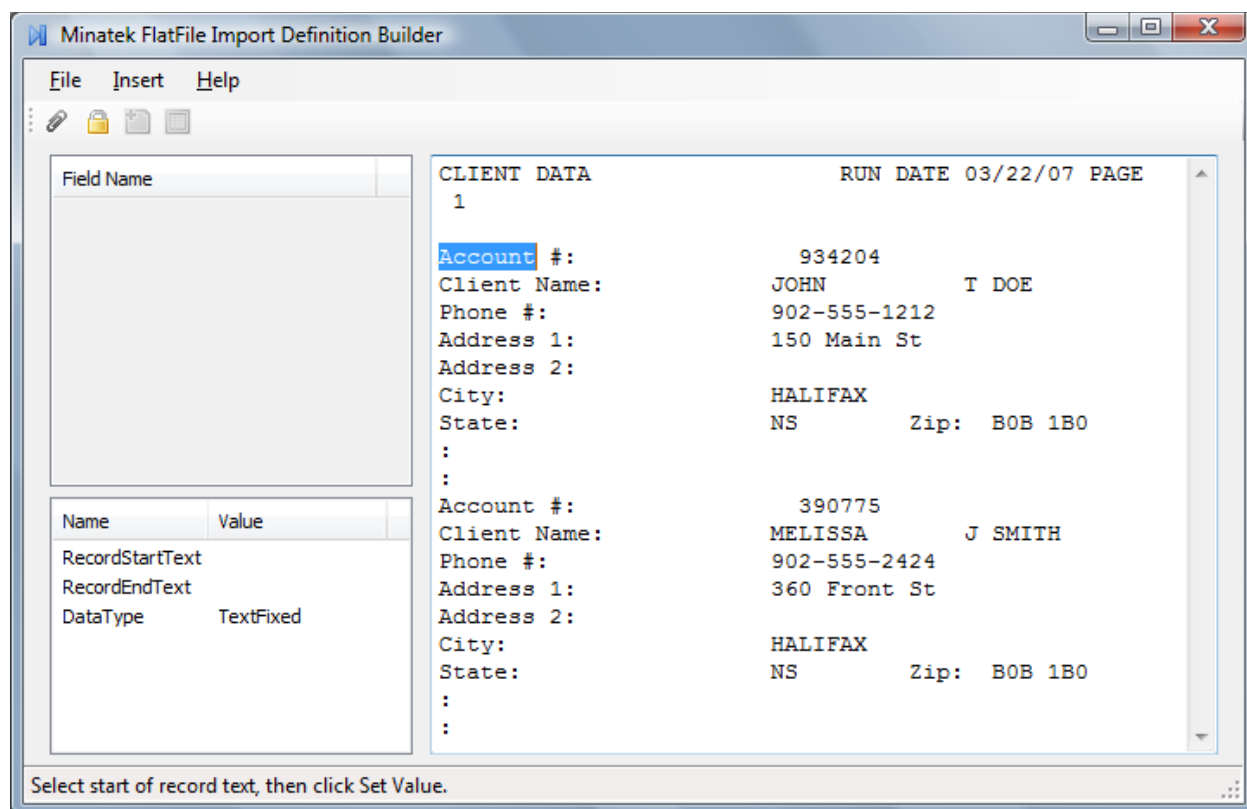 Minatek FlatFile Import Definition Builder
File Insert Help
Field Name
Name Value
RecordStartText
RecordEndText
DataType TextFixed
CLIENT DATA RUN DATE 03/22/07 PAGE
1
Account #: 934204
Client Name: JOHN T DOE
Phone #: 902-555-1212
Address 1: 150 Main St
Address 2:
City: HALIFAX
State: NS Zip: B0B 1B0
:
:
Account #: 390775
Client Name: MELISSA J SMITH
Phone #: 902-555-2424
Address 1: 360 Front St
Address 2:
City: HALIFAX
State: NS Zip: B0B 1B0
:
:
Select start of record text, then click Set Value.